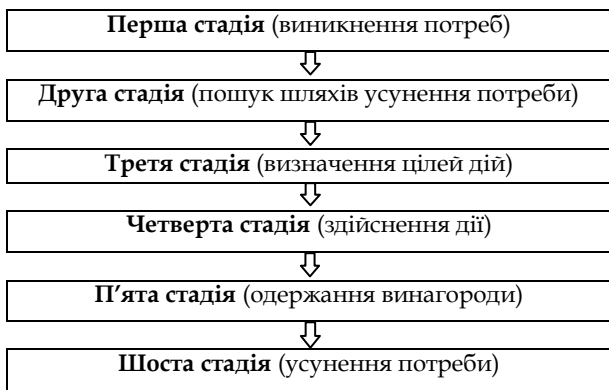 Перша стадія (виникнення потреб)
Друга стадія (пошук шляхів усунення потреби)
Третя стадія (визначення цілей дій)
Четверта стадія (здійснення дії)
П’ята стадія (одержання винагороди)
Шоста стадія (усунення потреби)